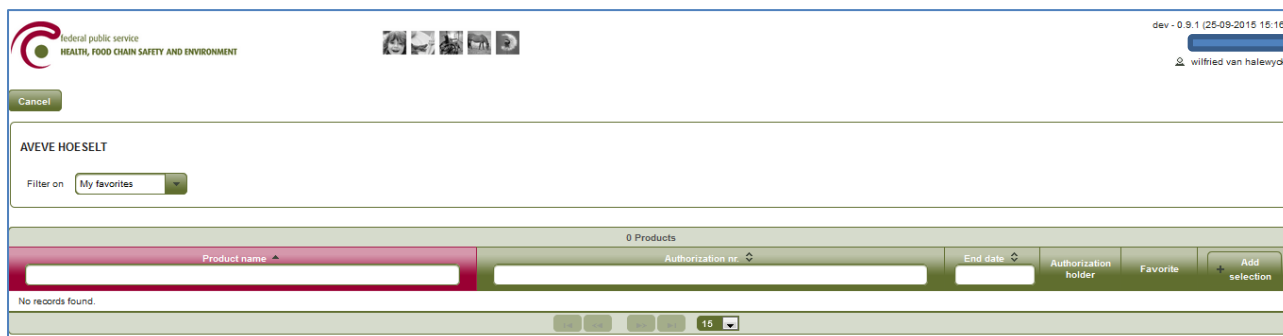 dev - 0.9.1 (25-09-2015 15:16
federal public service
HEALTH, FOOD CHAIN SAFETY AND ENVIRONMENT
wilfried van halewyck
Cancel
AVEVE HOESELT
Filter on My favorites
0 Products
Product name Authorization nr. End date Authorization holder Favorite + Add selection
No records found.
15